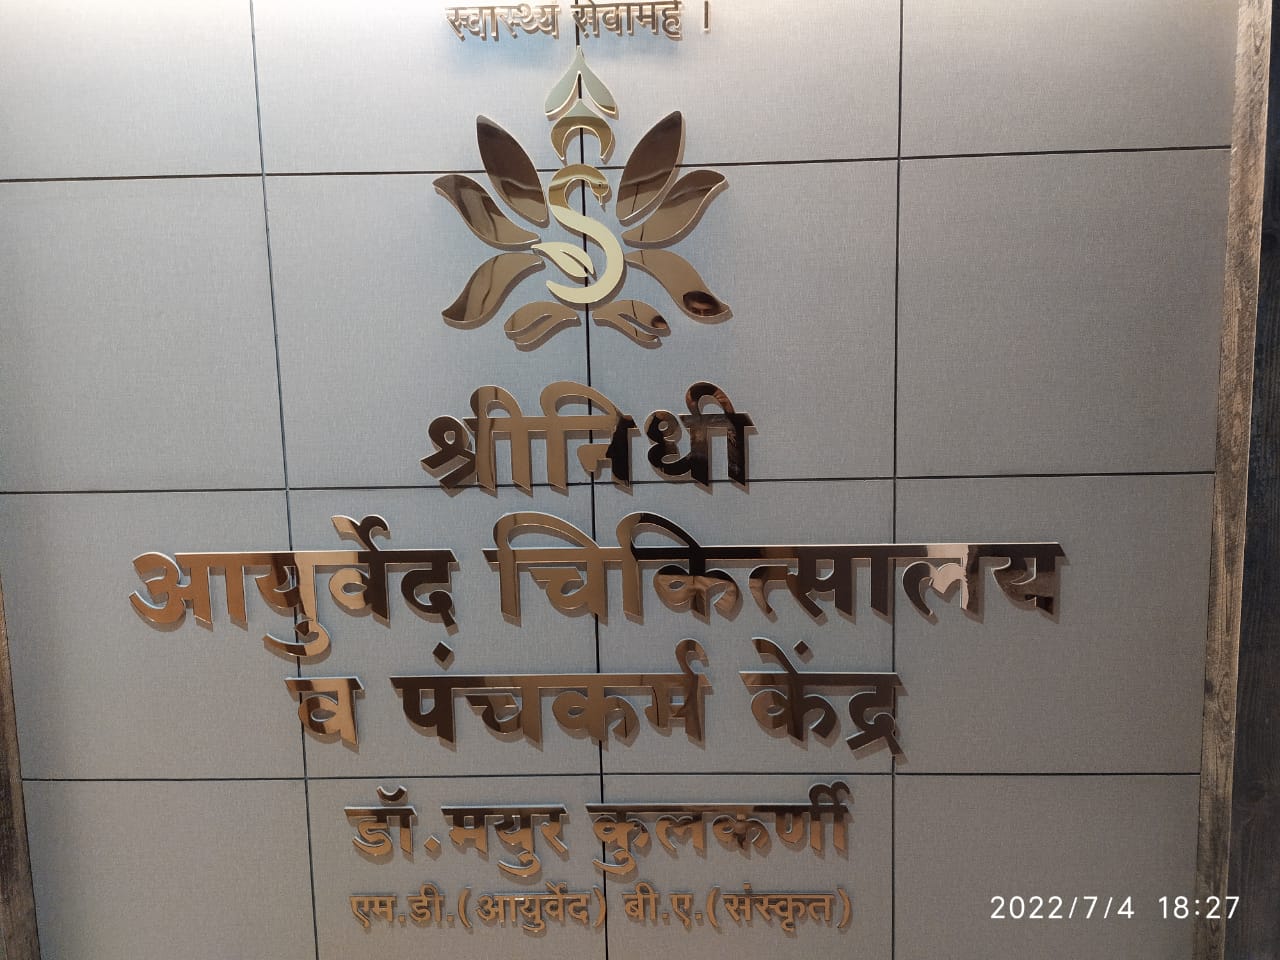 स्वास्थ्यं सेवामहे ।
श्रीनिधी
आयुर्वेद चिकित्सालय
व पंचकर्म केंद्र
डॉ.मयुर कुलकर्णी
एम.डी.(आयुर्वेद) बी.ए.(संस्कृत)
2022/7/4 18:27